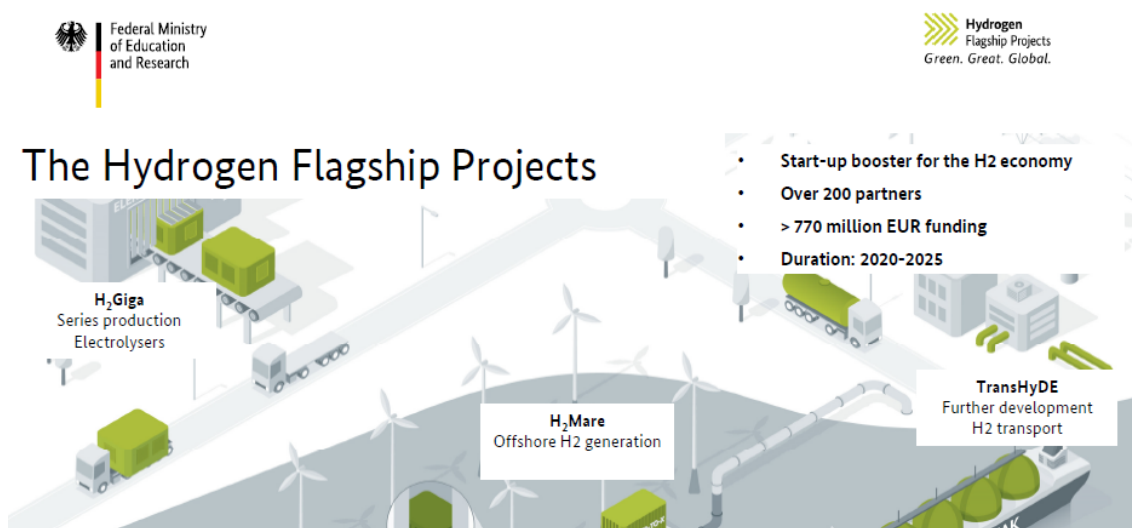 Federal Ministry
of Education
and Research
Hydrogen
Flagship Projects
Green. Great. Global.
The Hydrogen Flagship Projects
• Start-up booster for the H2 economy
• Over 200 partners
• > 770 million EUR funding
• Duration: 2020-2025
H₂Giga
Series production
Electrolysers
H₂Mare
Offshore H2 generation
TransHyDE
Further development
H2 transport